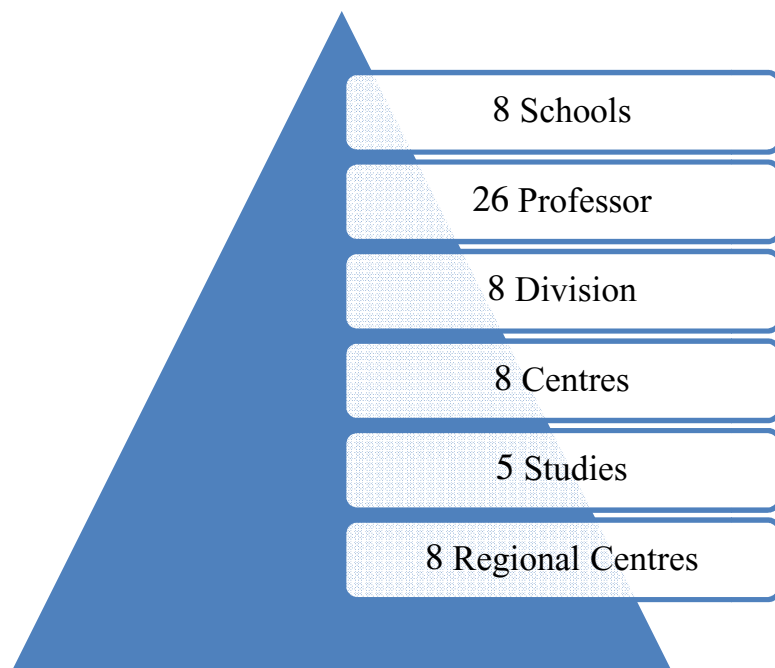 8 Schools
26 Professor
8 Division
8 Centres
5 Studies
8 Regional Centres